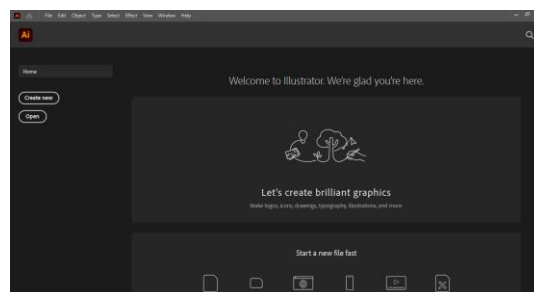 Ai File Edit Object Type Select Effect View Window Help
Ai
Home
Welcome to Illustrator. We're glad you're here.
Create new
Open
Let's create brilliant graphics
Make logos, icons, drawings, typography, illustrations, and more.
Start a new file fast